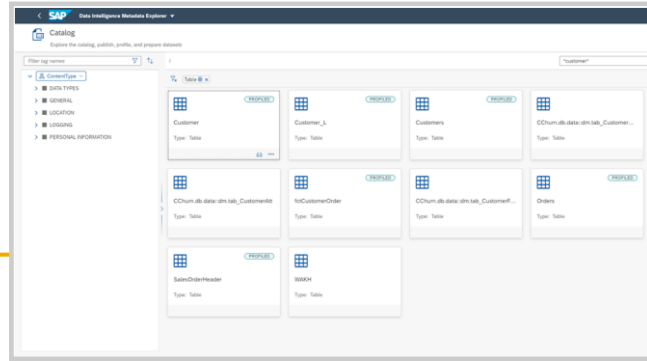 SAP Data Intelligence Metadata Explorer
Catalog
Explore the catalog, publish, profile, and prepare datasets
Filter tag names
"customer"
ContentType
DATA TYPES
GENERAL
LOCATION
LOGGING
PERSONAL INFORMATION
Table
PROFILED
Customer
Type: Table
PROFILED
Customer_L
Type: Table
PROFILED
Customers
Type: Table
CChurn.db.data::dm.tab_Customer...
Type: Table
CChurn.db.data::dm.tab_CustomerAtt
Type: Table
fctCustomerOrder
Type: Table
CChurn.db.data::dm.tab_CustomerF...
Type: Table
PROFILED
Orders
Type: Table
PROFILED
SalesOrderHeader
Type: Table
WAKH
Type: Table